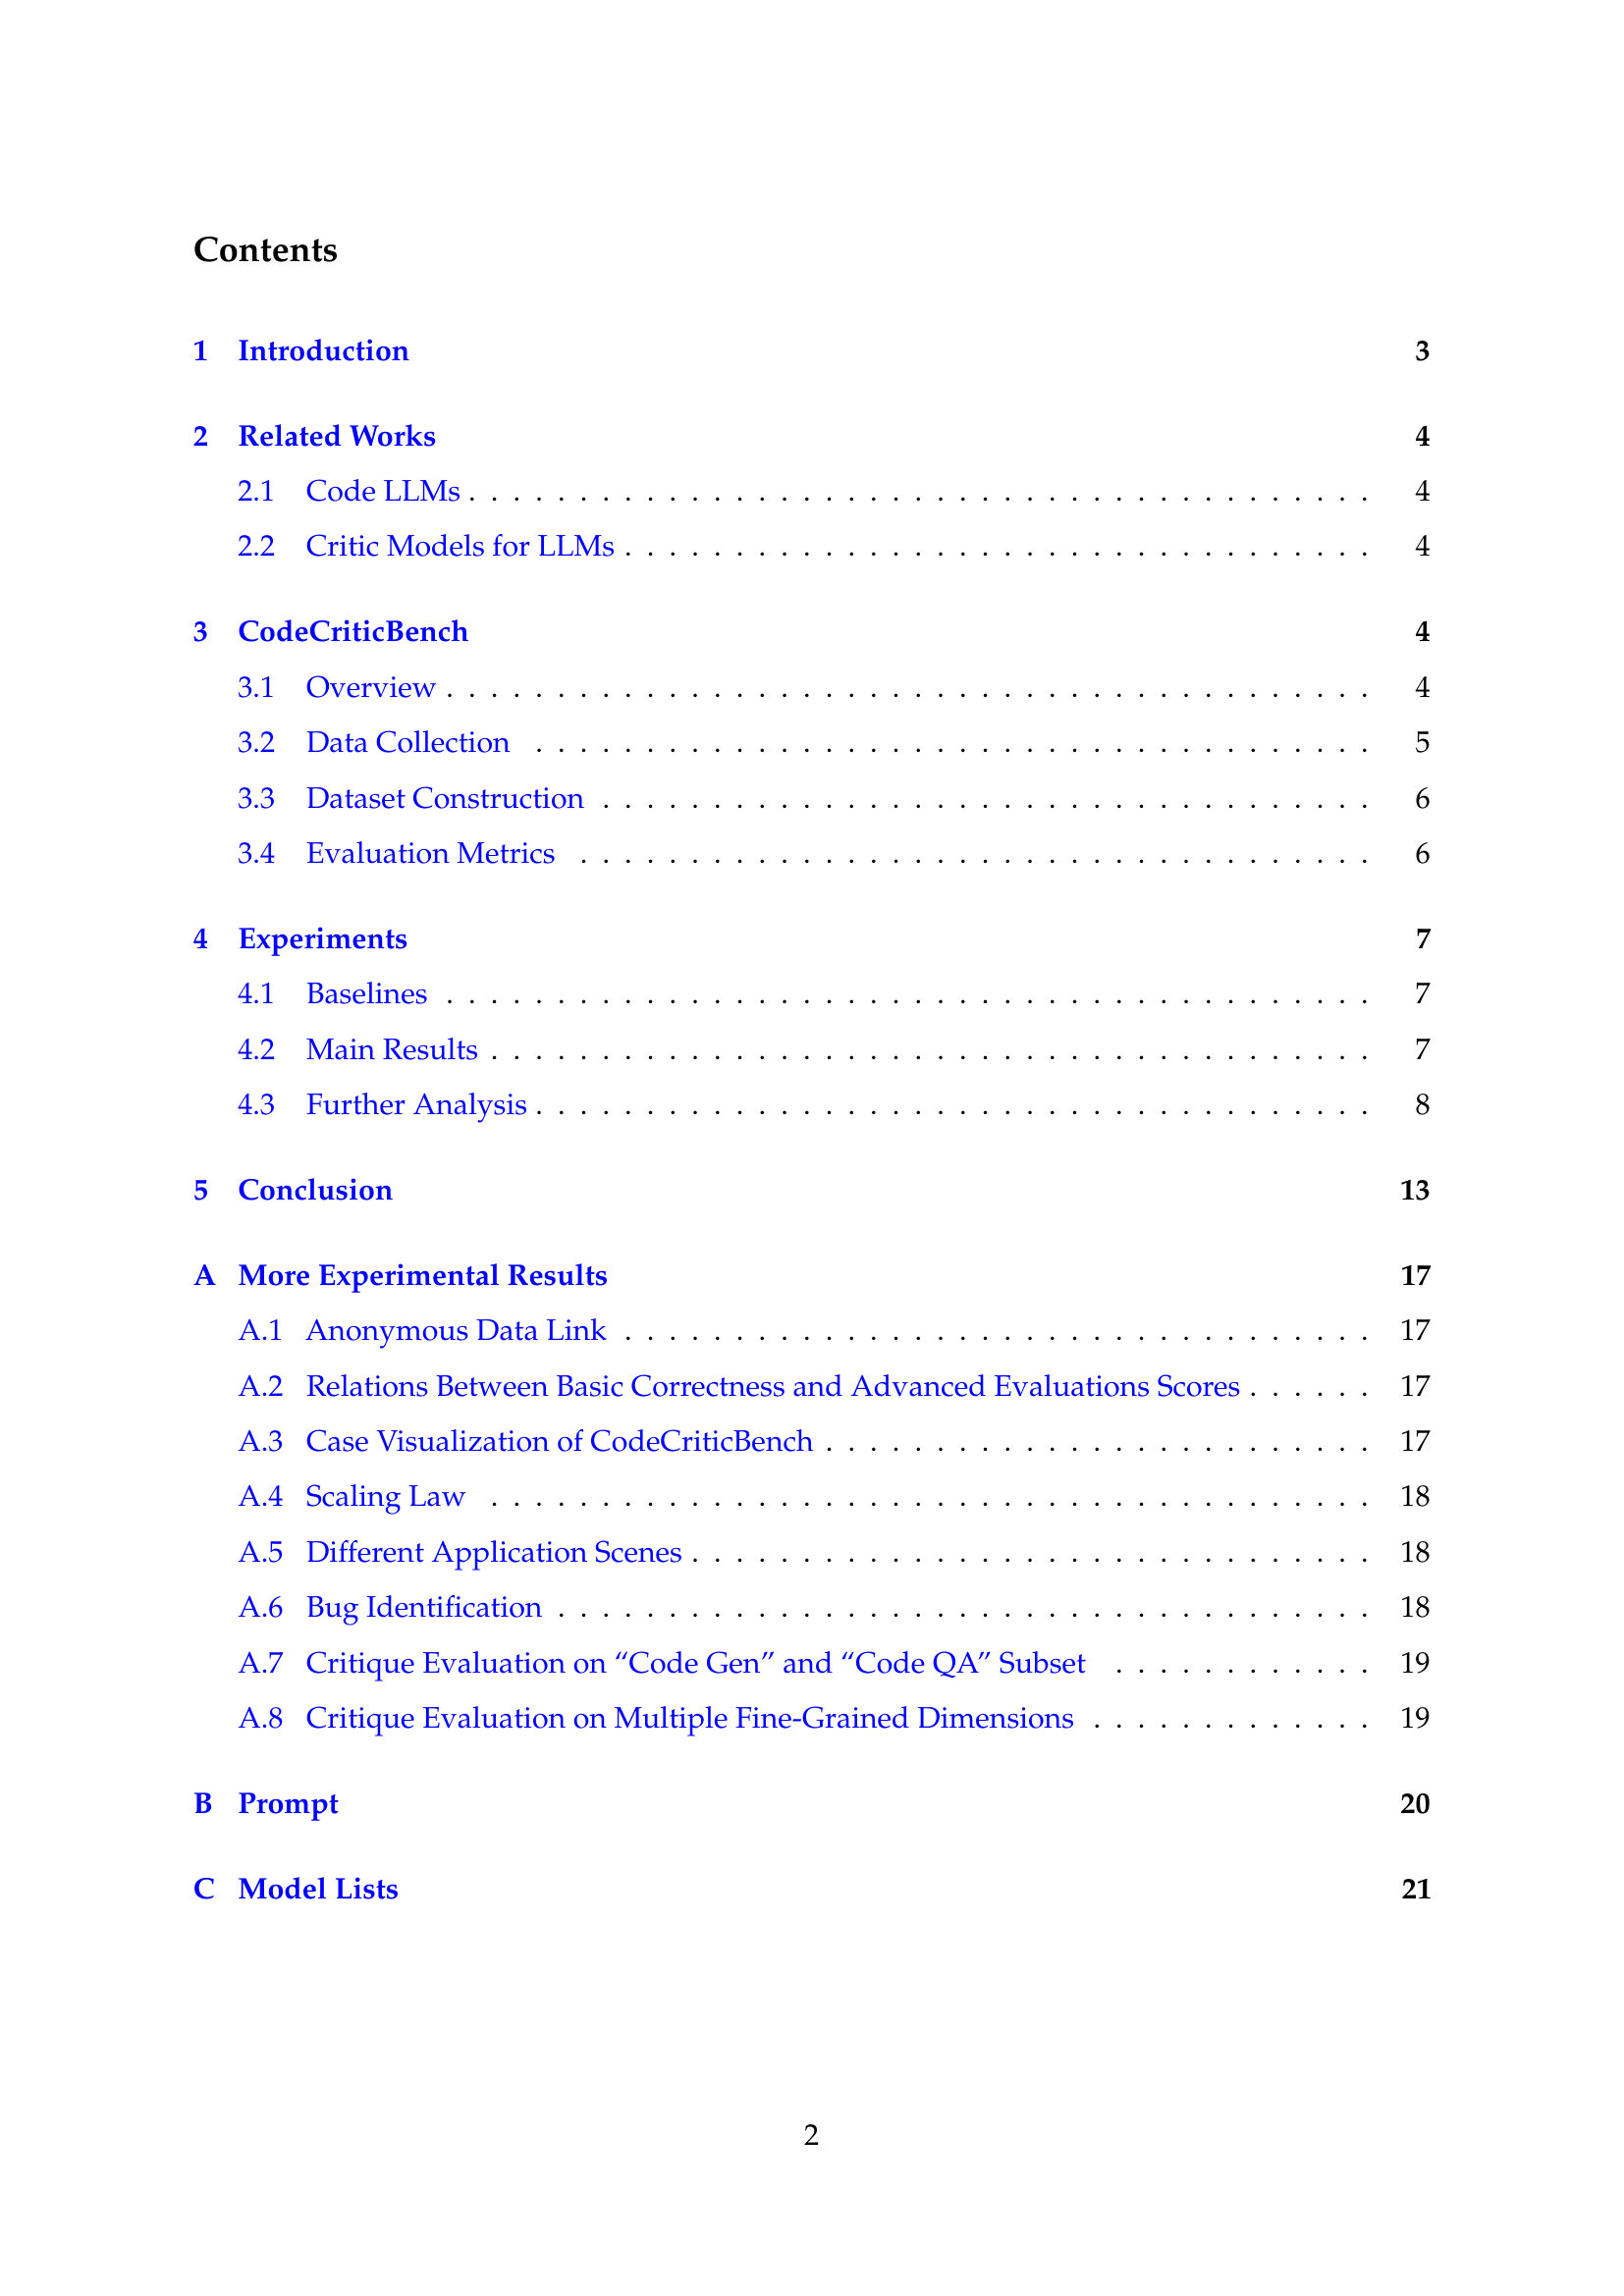 Contents
1 Introduction 3
2 Related Works 4
2.1 Code LLMs . . . . . . . . . . . . . . . . . . . . . . . . . . . . . . . . . . . . . . . . . 4
2.2 Critic Models for LLMs . . . . . . . . . . . . . . . . . . . . . . . . . . . . . . . . . . 4
3 CodeCriticBench 4
3.1 Overview . . . . . . . . . . . . . . . . . . . . . . . . . . . . . . . . . . . . . . . . . . 4
3.2 Data Collection . . . . . . . . . . . . . . . . . . . . . . . . . . . . . . . . . . . . . . 5
3.3 Dataset Construction . . . . . . . . . . . . . . . . . . . . . . . . . . . . . . . . . . . 6
3.4 Evaluation Metrics . . . . . . . . . . . . . . . . . . . . . . . . . . . . . . . . . . . . 6
4 Experiments 7
4.1 Baselines . . . . . . . . . . . . . . . . . . . . . . . . . . . . . . . . . . . . . . . . . . 7
4.2 Main Results . . . . . . . . . . . . . . . . . . . . . . . . . . . . . . . . . . . . . . . . 7
4.3 Further Analysis . . . . . . . . . . . . . . . . . . . . . . . . . . . . . . . . . . . . . . 8
5 Conclusion 13
A More Experimental Results 17
A.1 Anonymous Data Link . . . . . . . . . . . . . . . . . . . . . . . . . . . . . . . . . . 17
A.2 Relations Between Basic Correctness and Advanced Evaluations Scores . . . . . . 17
A.3 Case Visualization of CodeCriticBench . . . . . . . . . . . . . . . . . . . . . . . . . 17
A.4 Scaling Law . . . . . . . . . . . . . . . . . . . . . . . . . . . . . . . . . . . . . . . . 18
A.5 Different Application Scenes . . . . . . . . . . . . . . . . . . . . . . . . . . . . . . . 18
A.6 Bug Identification . . . . . . . . . . . . . . . . . . . . . . . . . . . . . . . . . . . . . 18
A.7 Critique Evaluation on “Code Gen” and “Code QA” Subset . . . . . . . . . . . . 19
A.8 Critique Evaluation on Multiple Fine-Grained Dimensions . . . . . . . . . . . . . 19
B Prompt 20
C Model Lists 21
2